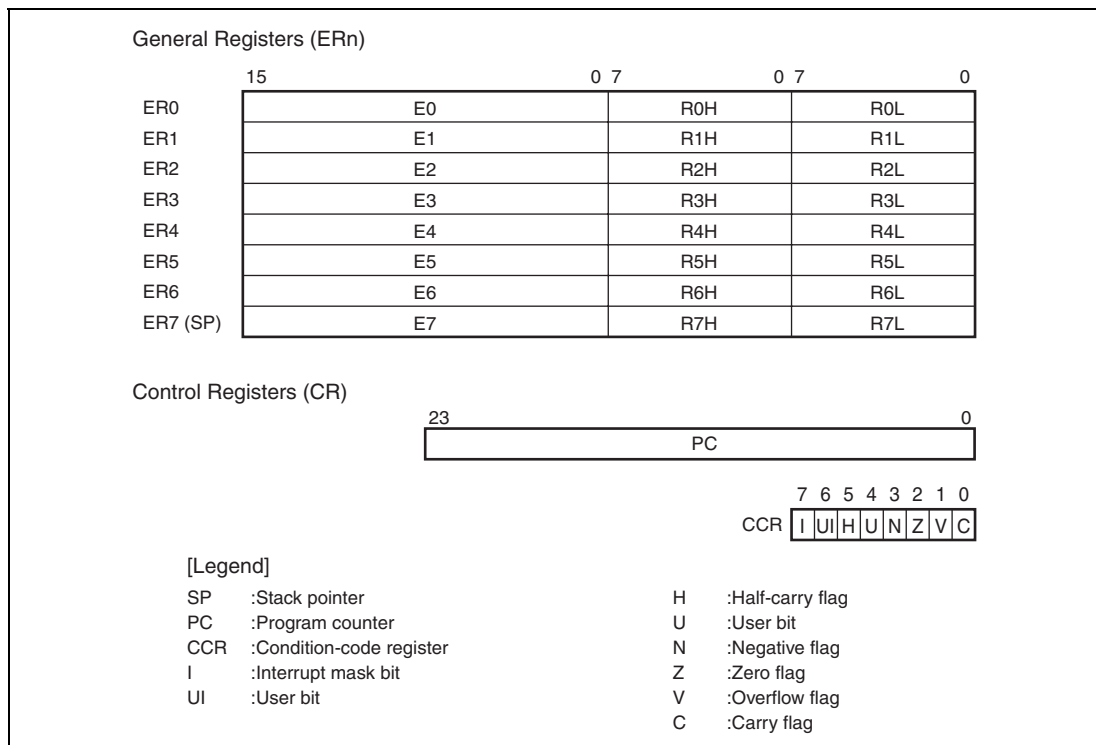 General Registers (ERn)
15 0 7 0 7 0
ER0 E0 R0H R0L
ER1 E1 R1H R1L
ER2 E2 R2H R2L
ER3 E3 R3H R3L
ER4 E4 R4H R4L
ER5 E5 R5H R5L
ER6 E6 R6H R6L
ER7 (SP) E7 R7H R7L
Control Registers (CR)
23 0
PC
7 6 5 4 3 2 1 0
CCR I UI H U N Z V C
[Legend]
SP :Stack pointer
PC :Program counter
CCR :Condition-code register
I :Interrupt mask bit
UI :User bit
H :Half-carry flag
U :User bit
N :Negative flag
Z :Zero flag
V :Overflow flag
C :Carry flag